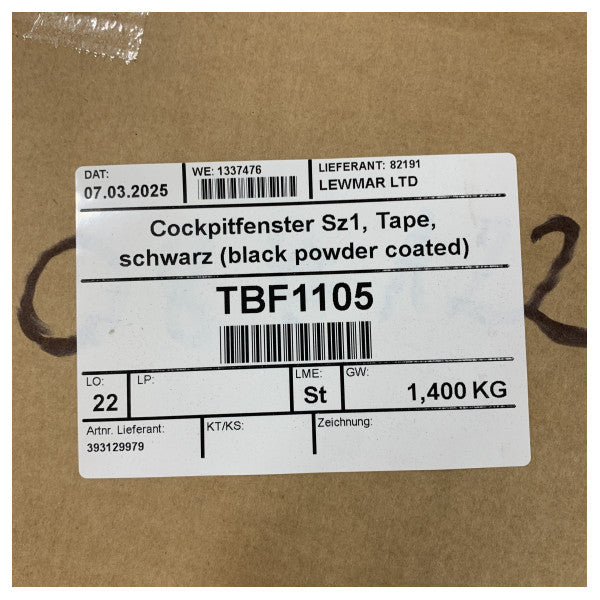 DAT:
07.03.2025
WE: 1337476
LIEFERANT: 82191
LEWMAR LTD
Cockpitfenster Sz1, Tape,
schwarz (black powder coated)
TBF1105
LO:
22
LP:
LME:
St
GW:
1,400 KG
Artnr. Lieferant:
393129979
KT/KS:
Zeichnung: